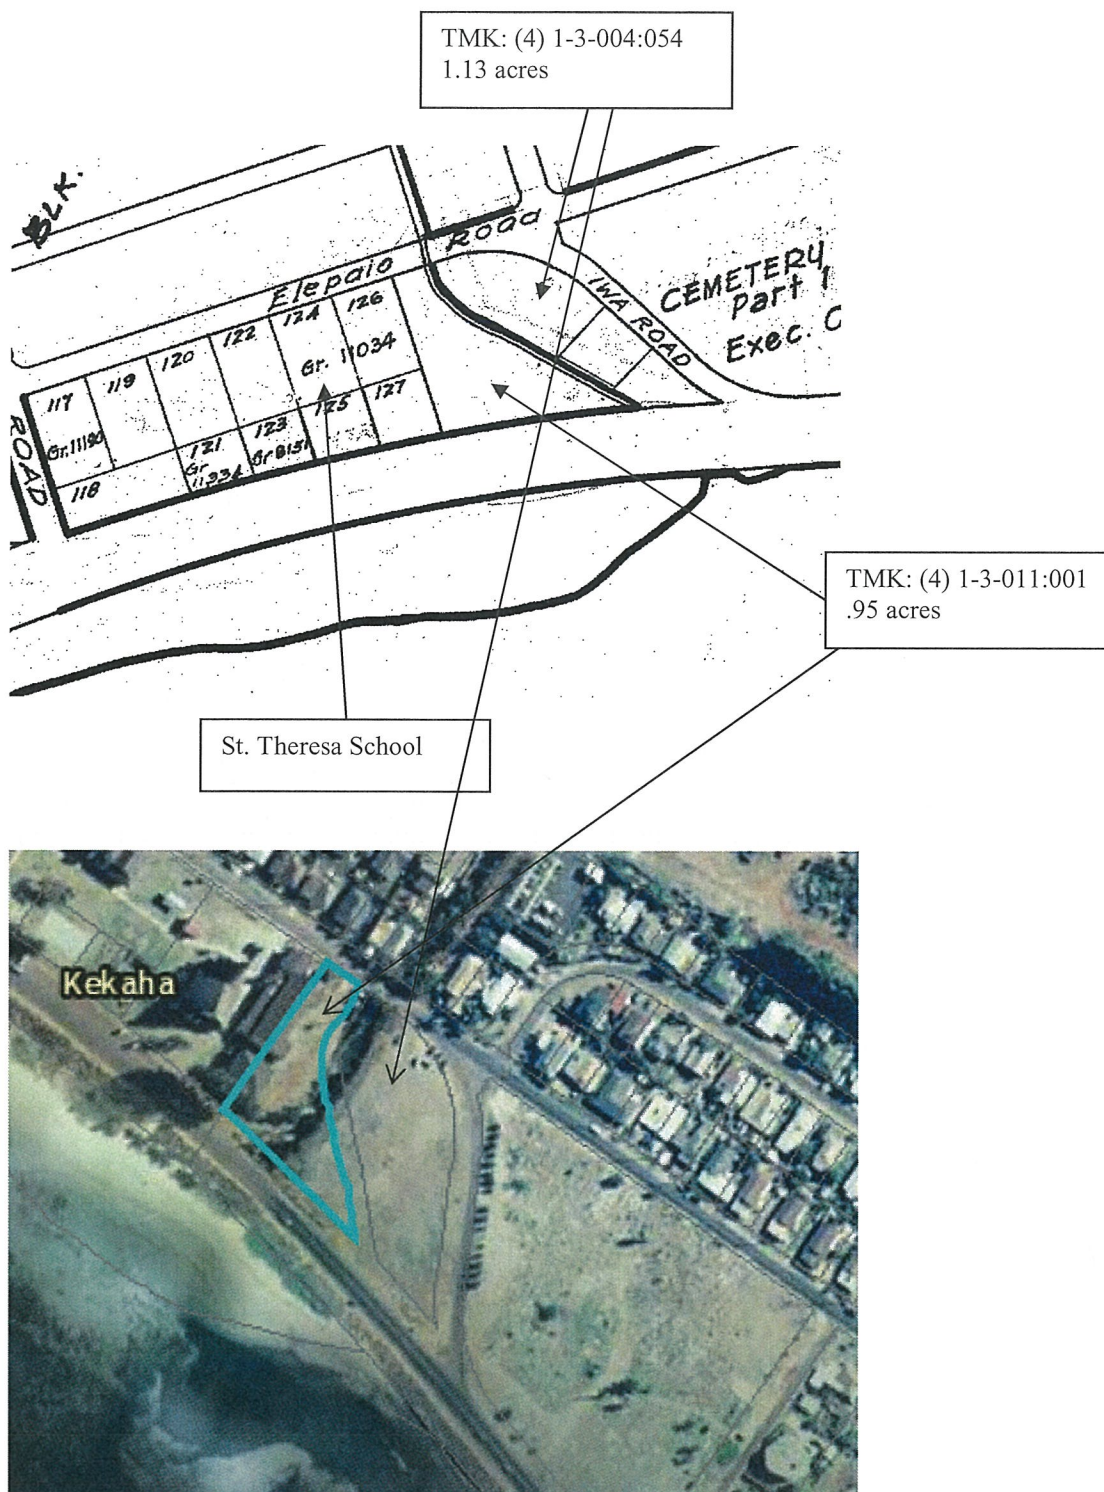 TMK: (4) 1-3-004:054
1.13 acres
BLK.
Road
Elepaio
IWA ROAD
CEMETERY
Part 1
Exec. C
117
119
120
122
124
126
Gr. 11034
Gr. 11190
121
Gr
11334
123
Gr 8151
125
127
118
ROAD
TMK: (4) 1-3-011:001
.95 acres
St. Theresa School
Kekaha